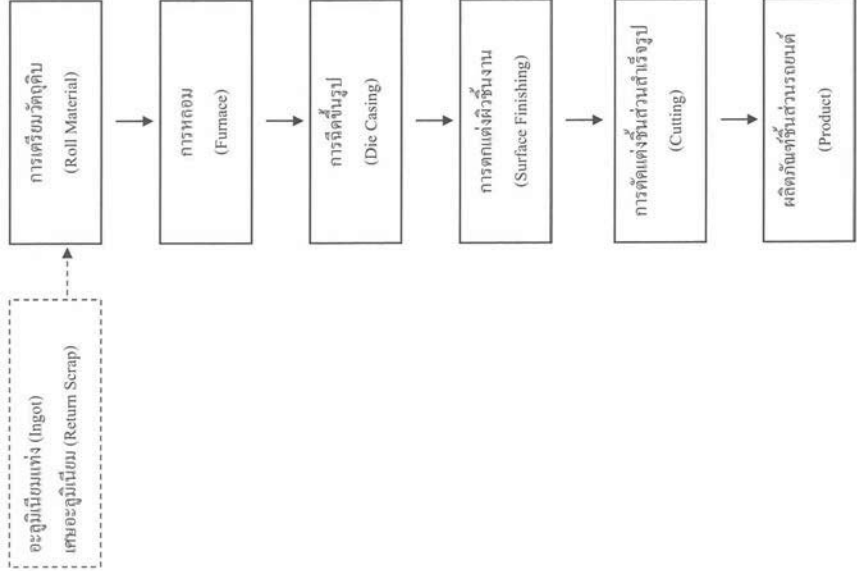 อะลูมิเนียมแท่ง (Ingot)
เศษอะลูมิเนียม (Return Scrap)
การเตรียมวัตถุดิบ
(Roll Material)
การหลอม
(Furnace)
การฉีดขึ้นรูป
(Die Casing)
การตกแต่งผิวชิ้นงาน
(Surface Finishing)
การตัดแต่งชิ้นส่วนสำเร็จรูป
(Cutting)
ผลิตภัณฑ์ชิ้นส่วนรถยนต์
(Product)